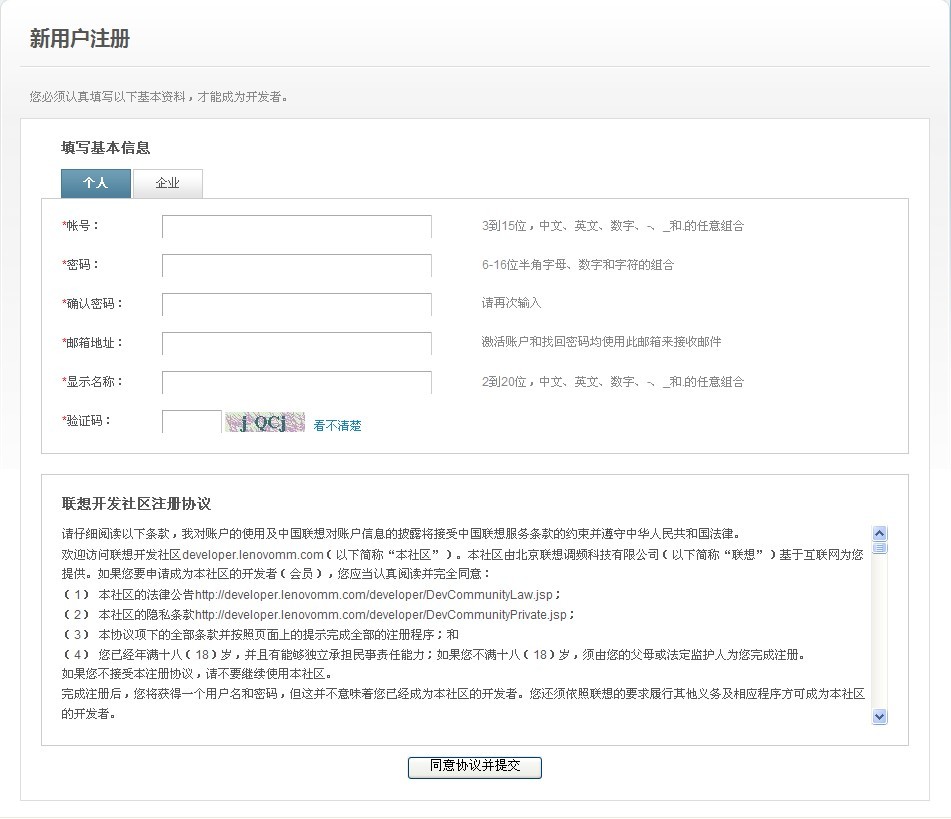 新用户注册
您必须认真填写以下基本资料，才能成为开发者。
填写基本信息
个人 企业
*帐号： 3到15位，中文、英文、数字、-、_和.的任意组合
*密码： 6-16位半角字母、数字和字符的组合
*确认密码： 请再次输入
*邮箱地址： 激活账户和找回密码均使用此邮箱来接收邮件
*显示名称： 2到20位，中文、英文、数字、-、_和.的任意组合
*验证码： j QCj 看不清楚
联想开发社区注册协议
请仔细阅读以下条款，我对账户的使用及中国联想对账户信息的披露将接受中国联想服务条款的约束并遵守中华人民共和国法律。
欢迎访问联想开发社区developer.lenovomm.com（以下简称“本社区”）。本社区由北京联想调频科技有限公司（以下简称“联想”）基于互联网为您
提供。如果您要申请成为本社区的开发者（会员），您应当认真阅读并完全同意：
（1） 本社区的法律公告http://developer.lenovomm.com/developer/DevCommunityLaw.jsp；
（2） 本社区的隐私条款http://developer.lenovomm.com/developer/DevCommunityPrivate.jsp；
（3） 本协议项下的全部条款并按照页面上的提示完成全部的注册程序；和
（4） 您已经年满十八（18）岁，并且有能够独立承担民事责任能力；如果您不满十八（18）岁，须由您的父母或法定监护人为您完成注册。
如果您不接受本注册协议，请不要继续使用本社区。
完成注册后，您将获得一个用户名和密码，但这并不意味着您已经成为本社区的开发者。您还须依照联想的要求履行其他义务及相应程序方可成为本社区
的开发者。
同意协议并提交